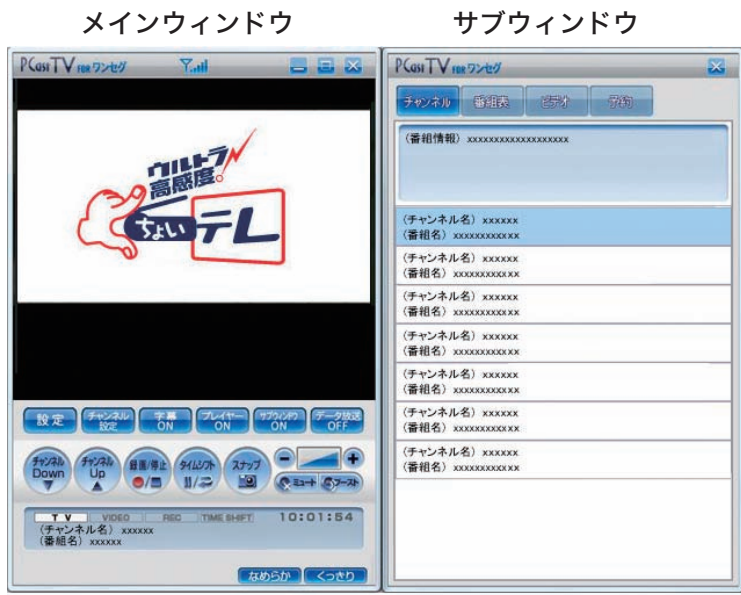 メインウィンドウ
サブウィンドウ
PCastTV FOR ワンセグ
ウルトラ
高感度。
ちょいテレ
設定
チャンネル
設定
字幕
ON
プレイヤー
ON
サブウィンドウ
ON
データ放送
OFF
チャンネル
Down
チャンネル
Up
録画/停止
タイムシフト
スナップ
ミュート
ブースト
TV VIDEO REC TIME SHIFT 10:01:54
(チャンネル名) xxxxxx
(番組名) xxxxxx
なめらか くっきり
PCastTV FOR ワンセグ
チャンネル 番組表 ビデオ 予約
(番組情報) xxxxxxxxxxxxxxxxxxx
(チャンネル名) xxxxxx
(番組名) xxxxxxxxxxxx
(チャンネル名) xxxxxx
(番組名) xxxxxxxxxxxx
(チャンネル名) xxxxxx
(番組名) xxxxxxxxxxxx
(チャンネル名) xxxxxx
(番組名) xxxxxxxxxxxx
(チャンネル名) xxxxxx
(番組名) xxxxxxxxxxxx
(チャンネル名) xxxxxx
(番組名) xxxxxxxxxxxx
(チャンネル名) xxxxxx
(番組名) xxxxxxxxxxxx